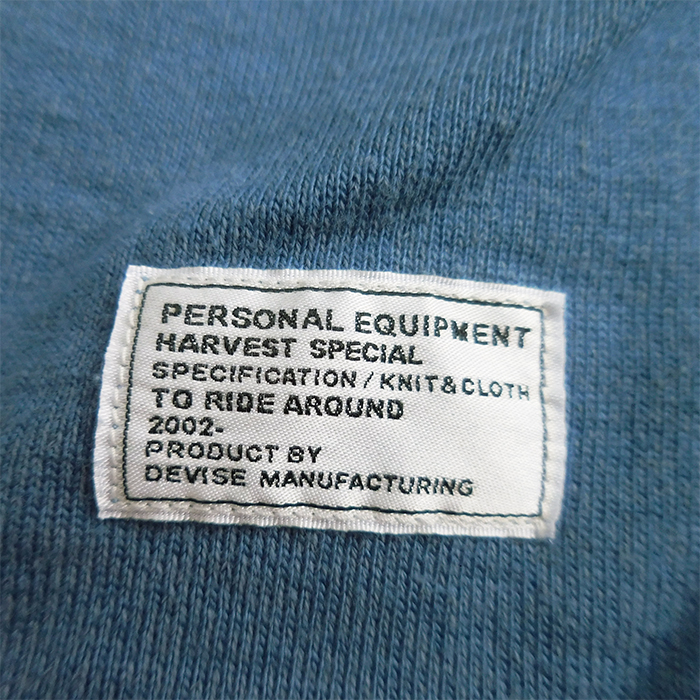 PERSONAL EQUIPMENT
HARVEST SPECIAL
SPECIFICATION / KNIT & CLOTH
TO RIDE AROUND
2002-
PRODUCT BY
DEVISE MANUFACTURING